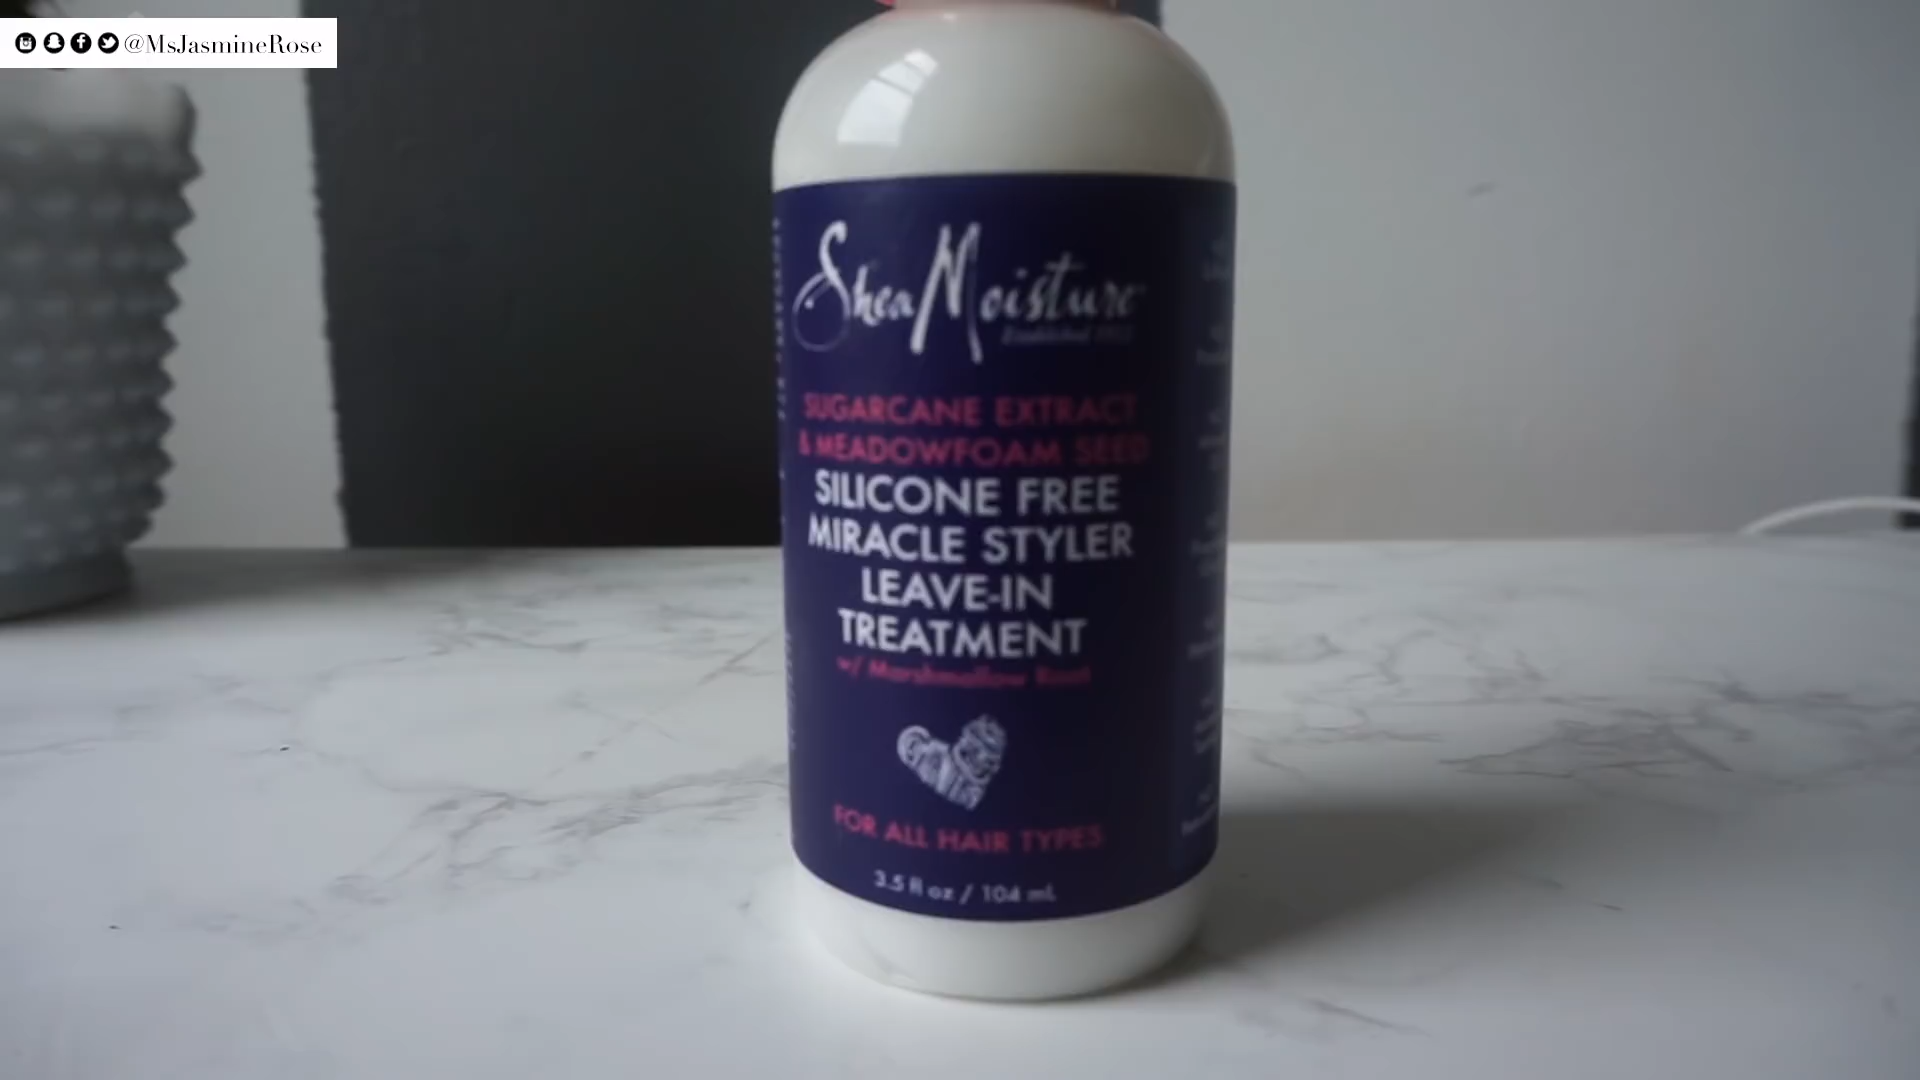 @MsJasmineRose
SheaMoisture
SUGARCANE EXTRACT
& MEADOWFOAM SEED
SILICONE FREE
MIRACLE STYLER
LEAVE-IN
TREATMENT
w/ Marshmallow Root
FOR ALL HAIR TYPES
3.5 fl oz / 104 mL